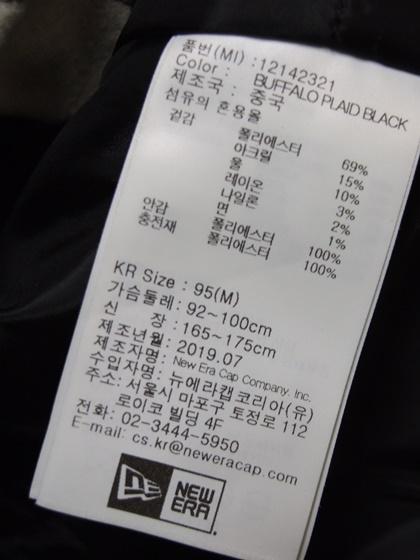 품번(MI) : 12142321
Color : BUFFALO PLAID BLACK
제조국 : 중국
섬유의 혼용율
겉감 폴리에스터 69%
아크릴 15%
울 10%
레이온 3%
나일론 2%
면 1%
안감 폴리에스터 100%
충전재 폴리에스터 100%
KR Size : 95(M)
가슴둘레 : 92~100cm
신 장 : 165~175cm
제조년월 : 2019.07
제조자명 : New Era Cap Company. Inc.
수입자명 : 뉴에라캡코리아(유)
주소: 서울시 마포구 토정로 112
로이코 빌딩 4F
전화: 02-3444-5950
E-mail: cs.kr@neweracap.com
NE NEW
ERA.